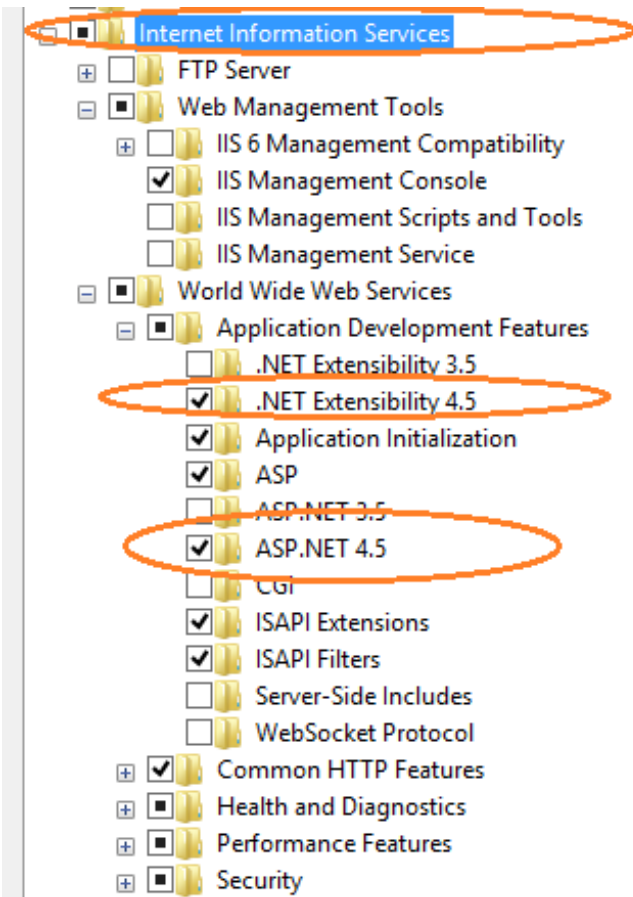 Internet Information Services
FTP Server
Web Management Tools
IIS 6 Management Compatibility
IIS Management Console
IIS Management Scripts and Tools
IIS Management Service
World Wide Web Services
Application Development Features
.NET Extensibility 3.5
.NET Extensibility 4.5
Application Initialization
ASP
ASP.NET 3.5
ASP.NET 4.5
CGI
ISAPI Extensions
ISAPI Filters
Server-Side Includes
WebSocket Protocol
Common HTTP Features
Health and Diagnostics
Performance Features
Security